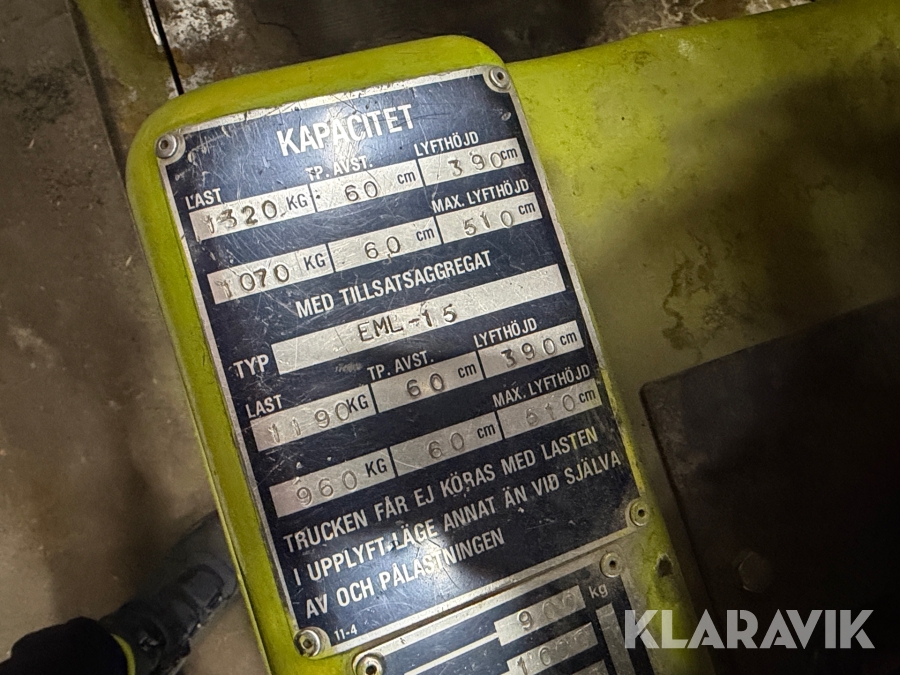 KAPACITET
LAST TP. AVST. LYFTHÖJD
1320 KG 60 cm 390 cm
MAX. LYFTHÖJD
1070 KG 60 cm 510 cm
MED TILLSATSAGGREGAT
TYP EML-15
LAST TP. AVST. LYFTHÖJD
1190 KG 60 cm 390 cm
MAX. LYFTHÖJD
960 KG 60 cm 510 cm
TRUCKEN FÅR EJ KÖRAS MED LASTEN
I UPPLYFT LÄGE ANNAT ÄN VID SJÄLVA
AV OCH PÅLASTNINGEN
11-4
kg
KLARAVIK